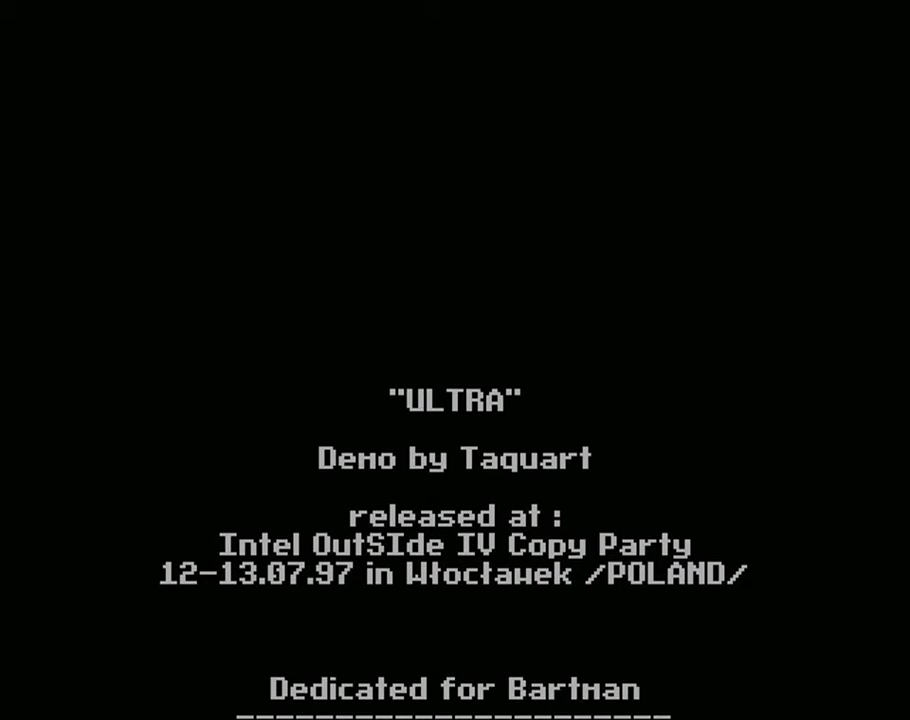 "ULTRA"
Demo by Taquart
released at :
Intel OutSIde IV Copy Party
12-13.07.97 in Włocławek /POLAND/
Dedicated for Bartman
---------------------